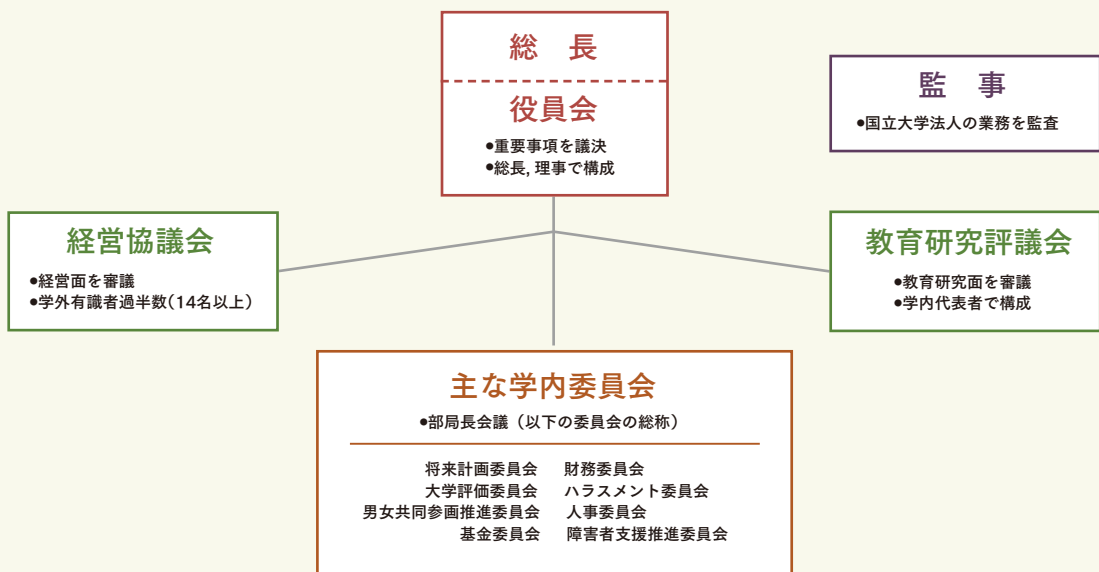 総　長
役員会
●重要事項を議決
●総長, 理事で構成
監　事
●国立大学法人の業務を監査
経営協議会
●経営面を審議
●学外有識者過半数(14名以上)
教育研究評議会
●教育研究面を審議
●学内代表者で構成
主な学内委員会
●部局長会議（以下の委員会の総称）
将来計画委員会　財務委員会
大学評価委員会　ハラスメント委員会
男女共同参画推進委員会　人事委員会
基金委員会　障害者支援推進委員会